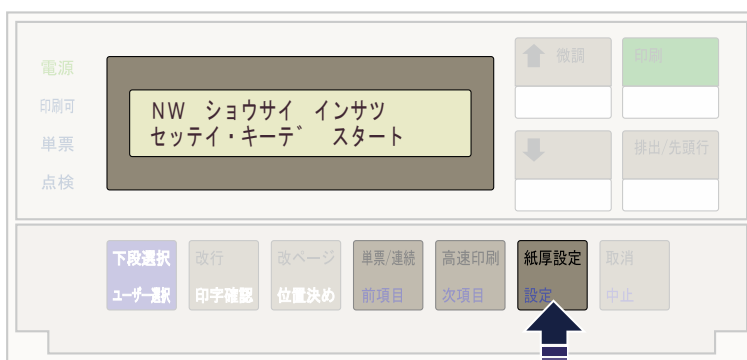 電源
印刷可
単票
点検
NW ショウサイ インサツ
セッテイ・キーデ スタート
微調
印刷
排出/先頭行
下段選択
ユーザー選択
改行
印字確認
改ページ
位置決め
単票/連続
前項目
高速印刷
次項目
紙厚設定
設定
取消
中止